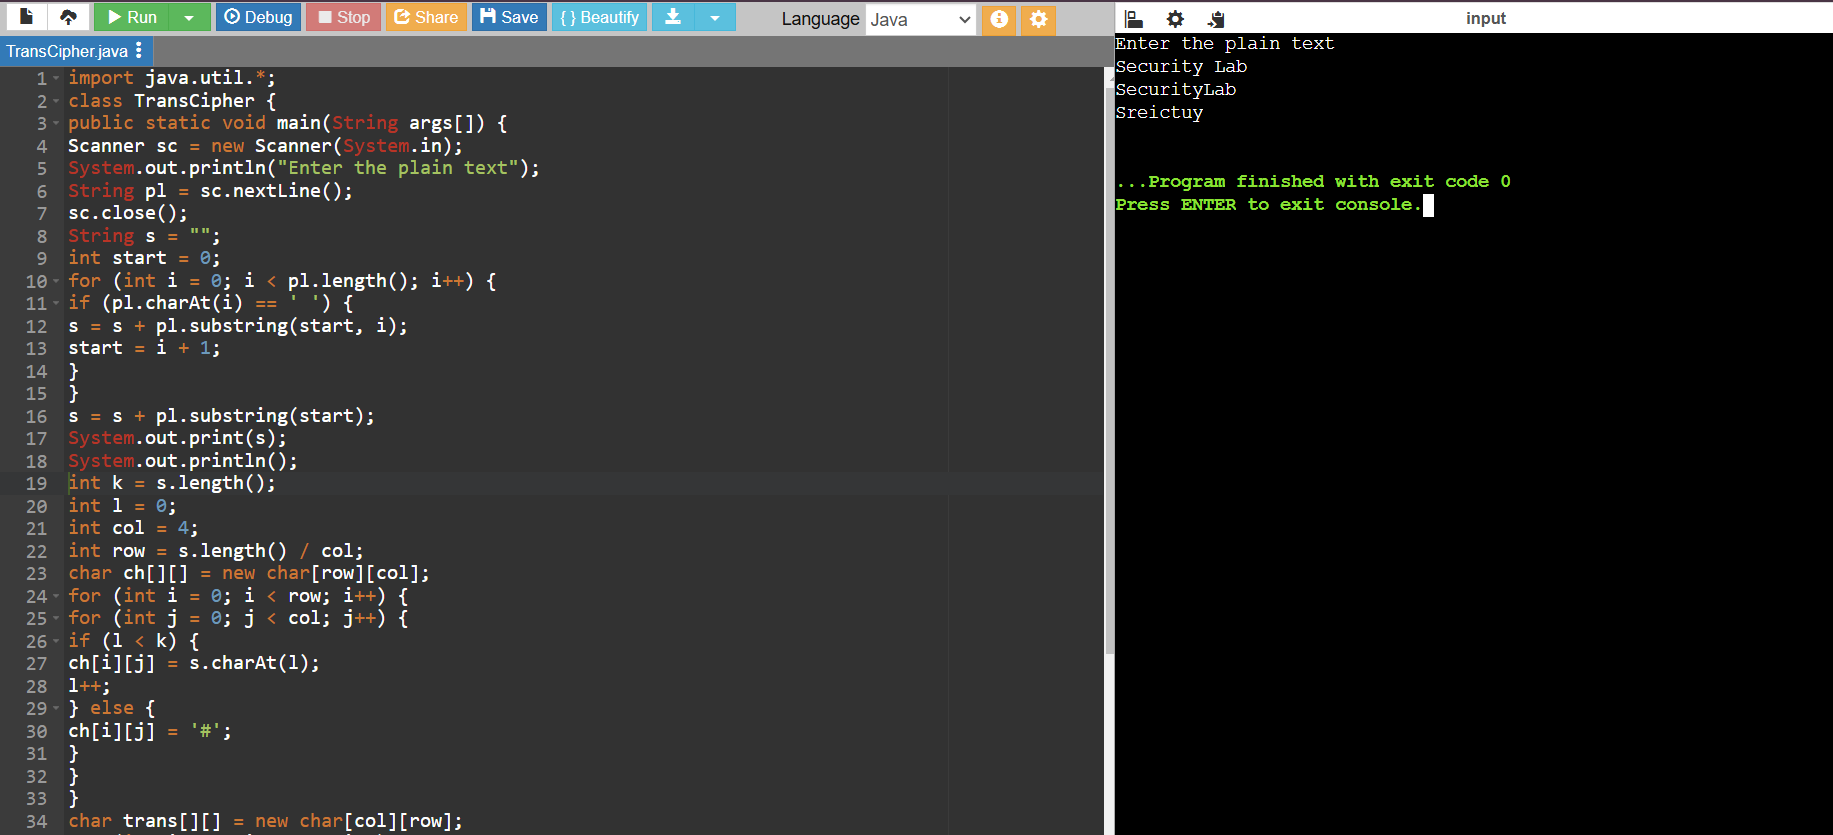 Run Debug Stop Share Save { } Beautify Language Java
TransCipher.java
1 import java.util.*;
2 class TransCipher {
3 public static void main(String args[]) {
4 Scanner sc = new Scanner(System.in);
5 System.out.println("Enter the plain text");
6 String pl = sc.nextLine();
7 sc.close();
8 String s = "";
9 int start = 0;
10 for (int i = 0; i < pl.length(); i++) {
11 if (pl.charAt(i) == ' ') {
12 s = s + pl.substring(start, i);
13 start = i + 1;
14 }
15 }
16 s = s + pl.substring(start);
17 System.out.print(s);
18 System.out.println();
19 int k = s.length();
20 int l = 0;
21 int col = 4;
22 int row = s.length() / col;
23 char ch[][] = new char[row][col];
24 for (int i = 0; i < row; i++) {
25 for (int j = 0; j < col; j++) {
26 if (l < k) {
27 ch[i][j] = s.charAt(l);
28 l++;
29 } else {
30 ch[i][j] = '#';
31 }
32 }
33 }
34 char trans[][] = new char[col][row];
input
Enter the plain text
Security Lab
SecurityLab
Sreictuy
...Program finished with exit code 0
Press ENTER to exit console.